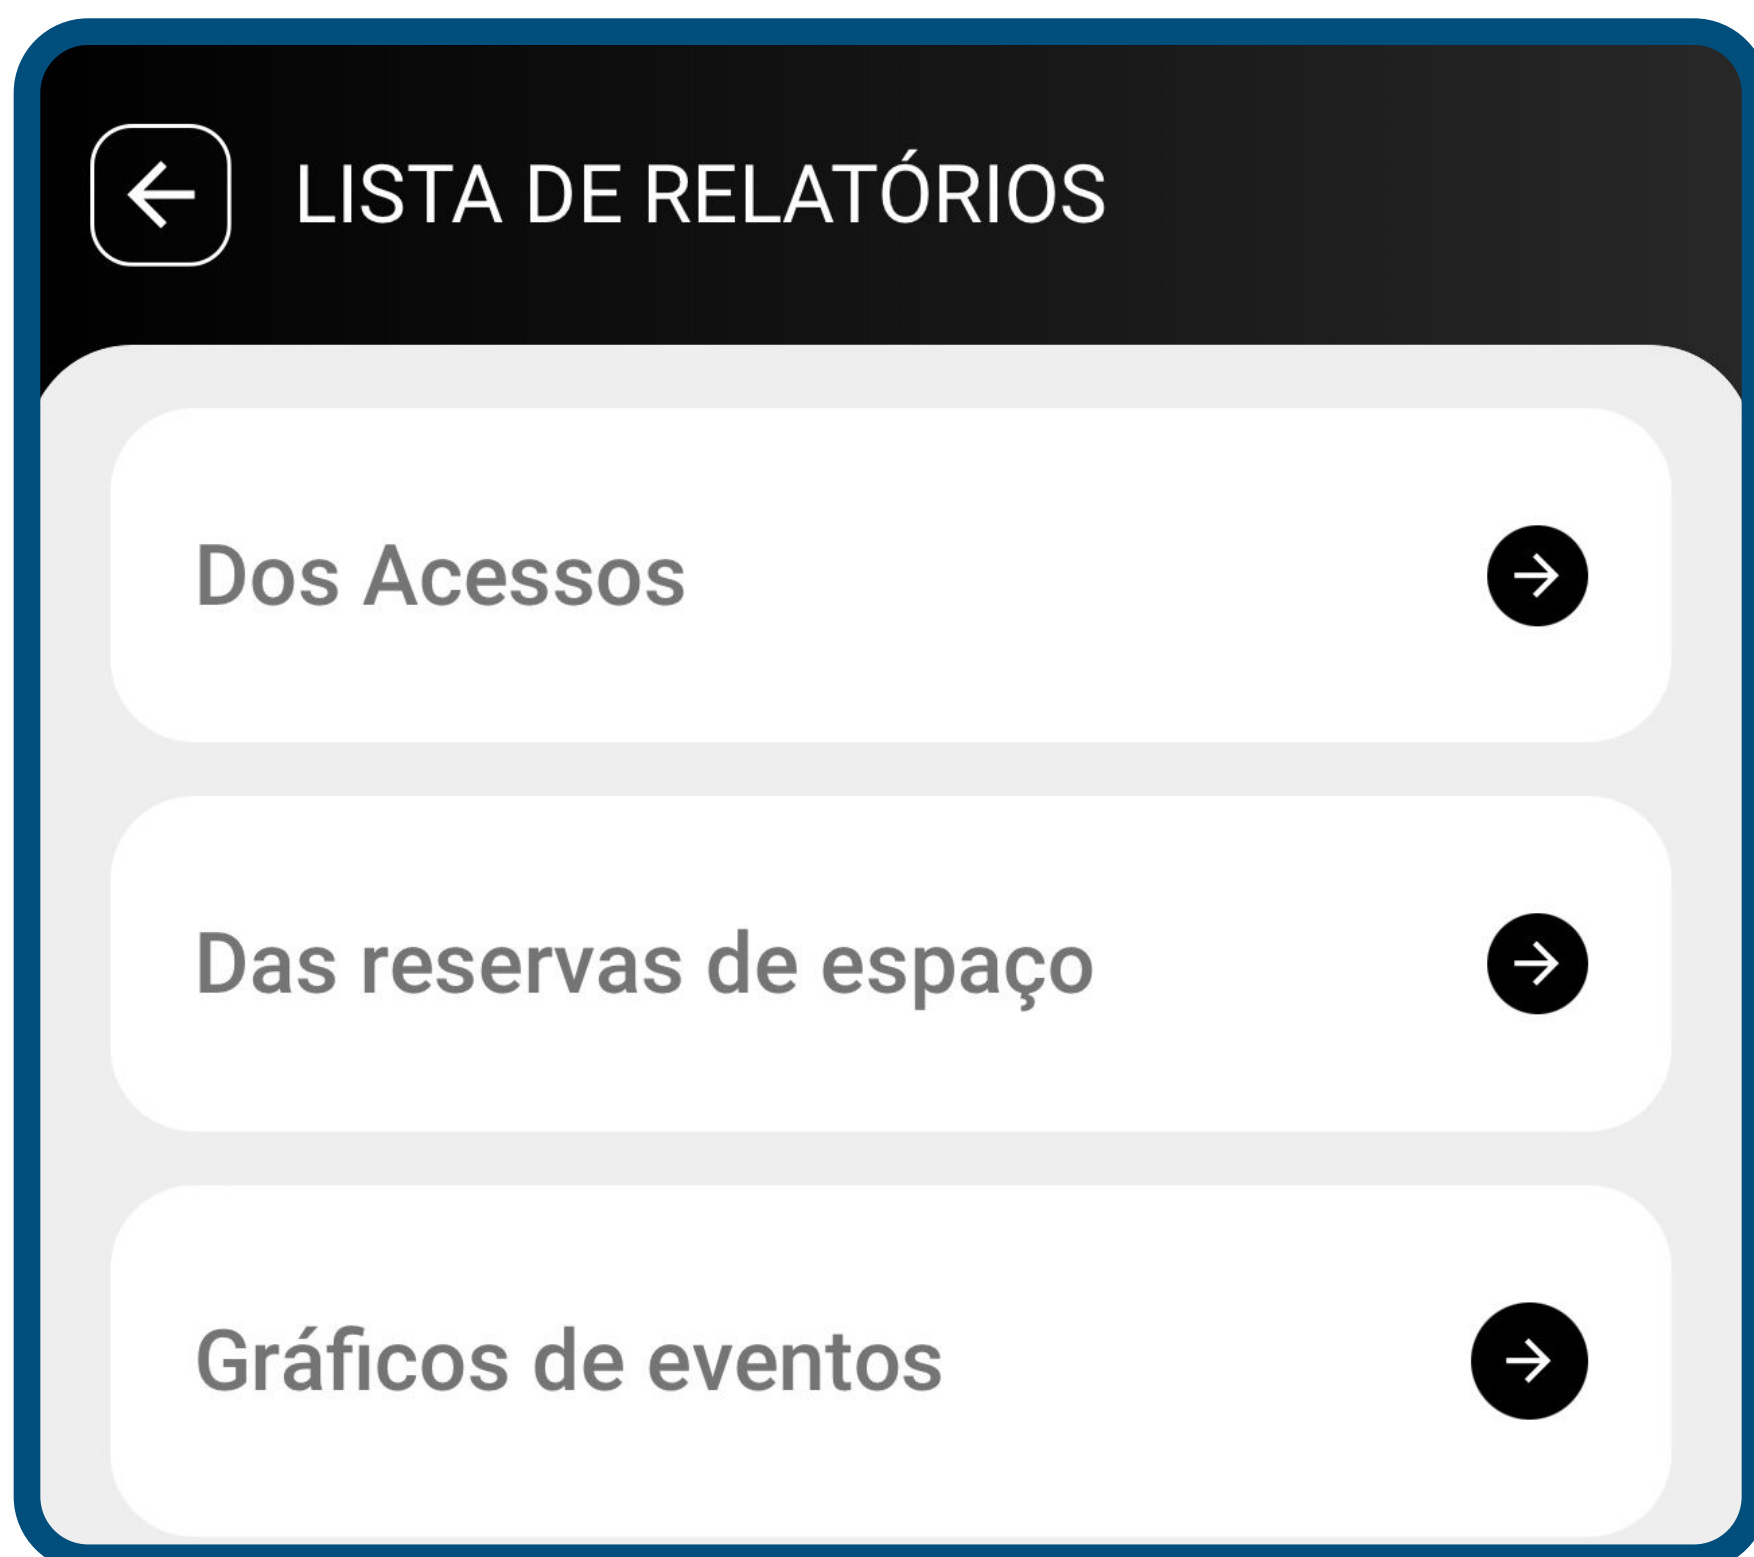 LISTA DE RELATÓRIOS
Dos Acessos
Das reservas de espaço
Gráficos de eventos